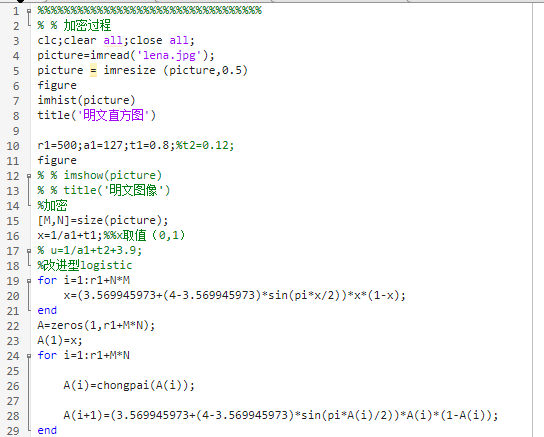 1 %%%%%%%%%%%%%%%%%%%%%%%%%%%%%%%%%%
2 % % 加密过程
3 clc;clear all;close all;
4 picture=imread('lena.jpg');
5 picture = imresize (picture,0.5)
6 figure
7 imhist(picture)
8 title('明文直方图')
9
10 r1=500;a1=127;t1=0.8;%t2=0.12;
11 figure
12 % % imshow(picture)
13 % % title('明文图像')
14 %加密
15 [M,N]=size(picture);
16 x=1/a1+t1;%%x取值（0,1）
17 % u=1/a1+t2+3.9;
18 %改进型logistic
19 for i=1:r1+N*M
20 x=(3.569945973+(4-3.569945973)*sin(pi*x/2))*x*(1-x);
21 end
22 A=zeros(1,r1+M*N);
23 A(1)=x;
24 for i=1:r1+M*N
25
26 A(i)=chongpai(A(i));
27
28 A(i+1)=(3.569945973+(4-3.569945973)*sin(pi*A(i)/2))*A(i)*(1-A(i));
29 end